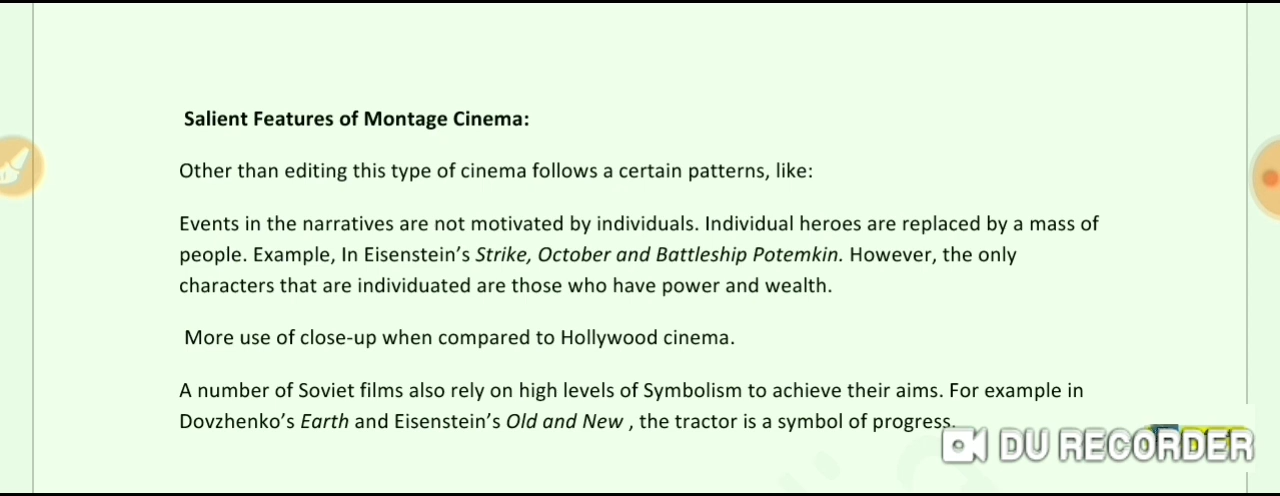 Salient Features of Montage Cinema:
Other than editing this type of cinema follows a certain patterns, like:
Events in the narratives are not motivated by individuals. Individual heroes are replaced by a mass of
people. Example, In Eisenstein’s Strike, October and Battleship Potemkin. However, the only
characters that are individuated are those who have power and wealth.
More use of close-up when compared to Hollywood cinema.
A number of Soviet films also rely on high levels of Symbolism to achieve their aims. For example in
Dovzhenko’s Earth and Eisenstein’s Old and New , the tractor is a symbol of progress.
DU RECORDER